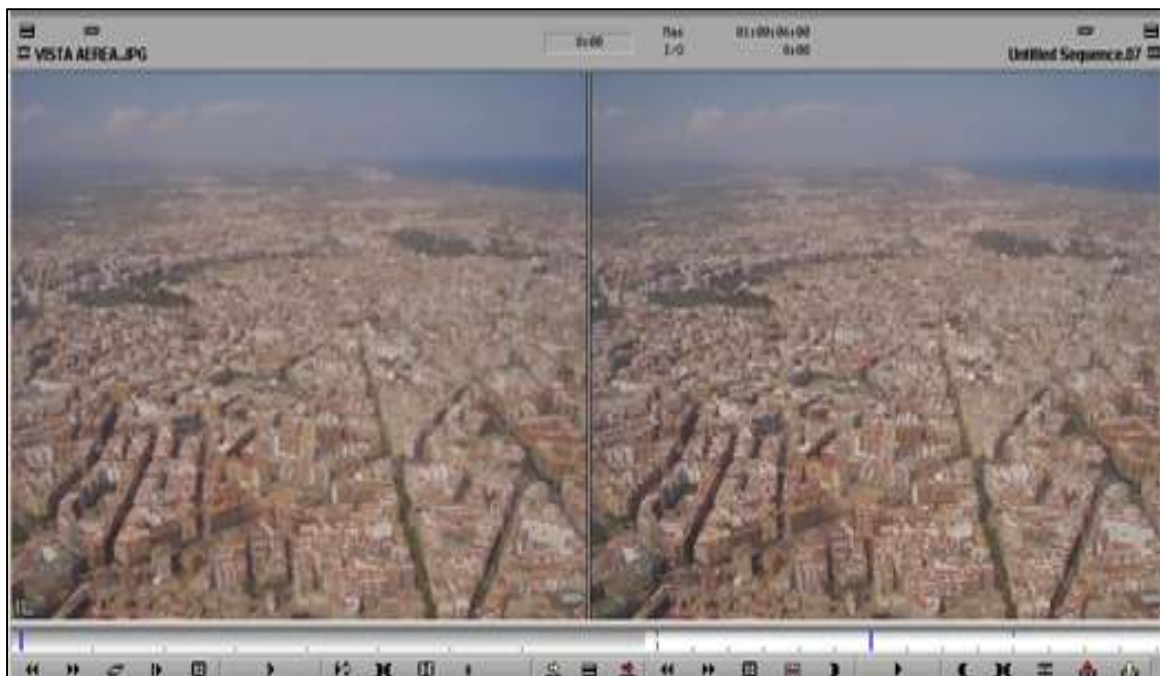 VISTA AEREA.JPG
0:00
Mas 01:00:06:00
I/O 0:00
Untitled Sequence.07